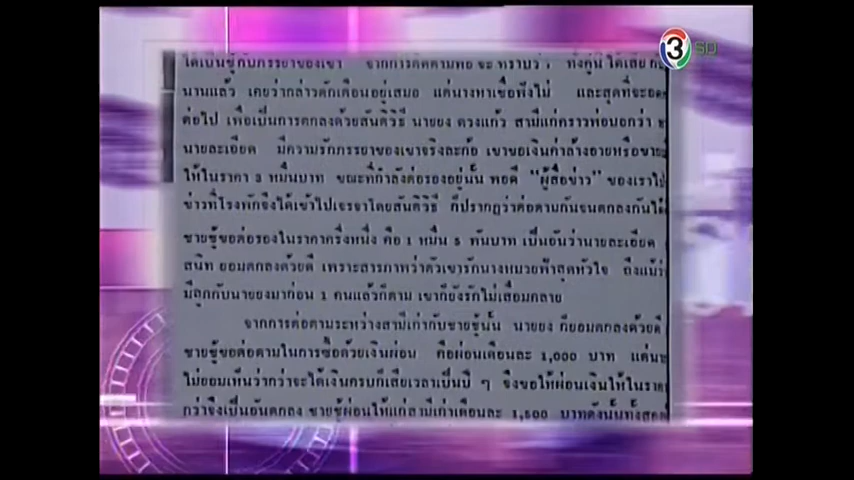 3
ได้เป็นชู้กับภรรยาของเขา จากการติดตามพอจะทราบว่า ทั้งคู่นี้ได้เสีย
นานแล้ว เคยว่ากล่าวตักเตือนอยู่เสมอ แต่นางหาเชื่อฟังไม่ และสุดที่จะอด
ต่อไป เพื่อเป็นการตกลงด้วยสันติวิธี นายยง ดวงแก้ว สามีแก่คราวพ่อบอกว่า
นายละเอียด มีความรักภรรยาของเขาจริงละก้อ เขาขอเงินค่าล้างอายหรือขาย
ให้ในราคา 3 หมื่นบาท ขณะที่กำลังต่อรองอยู่นั้น พอดี "ผู้สื่อข่าว" ของเราไป
ข่าวที่โรงพักจึงได้เข้าไปเจรจาโดยสันติวิธี ก็ปรากฏว่าต่อตามกันจนตกลงกันได้
ชายชู้ขอต่อรองในราคาครึ่งหนึ่ง คือ 1 หมื่น 5 พันบาท เป็นอันว่านายละเอียด
สนิท ยอมตกลงด้วยดี เพราะสารภาพว่าตัวเขารักนางหมวยฟ้าสุดหัวใจ ถึงแม้ว่า
มีลูกกับนายยงมาก่อน 1 คนแล้วก็ตาม เขาก็ยังรักไม่เสื่อมคลาย
จากการต่อตามระหว่างสามีเก่ากับชายชู้นั้น นายยง ก็ยอมตกลงด้วยดี
ชายชู้ขอต่อตามในการซื้อด้วยเงินผ่อน คือผ่อนเดือนละ 1,000 บาท
ไม่ยอมเห็นว่ากว่าจะได้เงินครบก็เสียเวลาเป็นปี ๆ จึงขอให้ผ่อนเงินให้ในราคา
กว่าจึงเป็นอันตกลง ชายชู้ผ่อนให้แก่สามีเก่าเดือนละ 1,500 บาทดังนั้นทั้งสอง